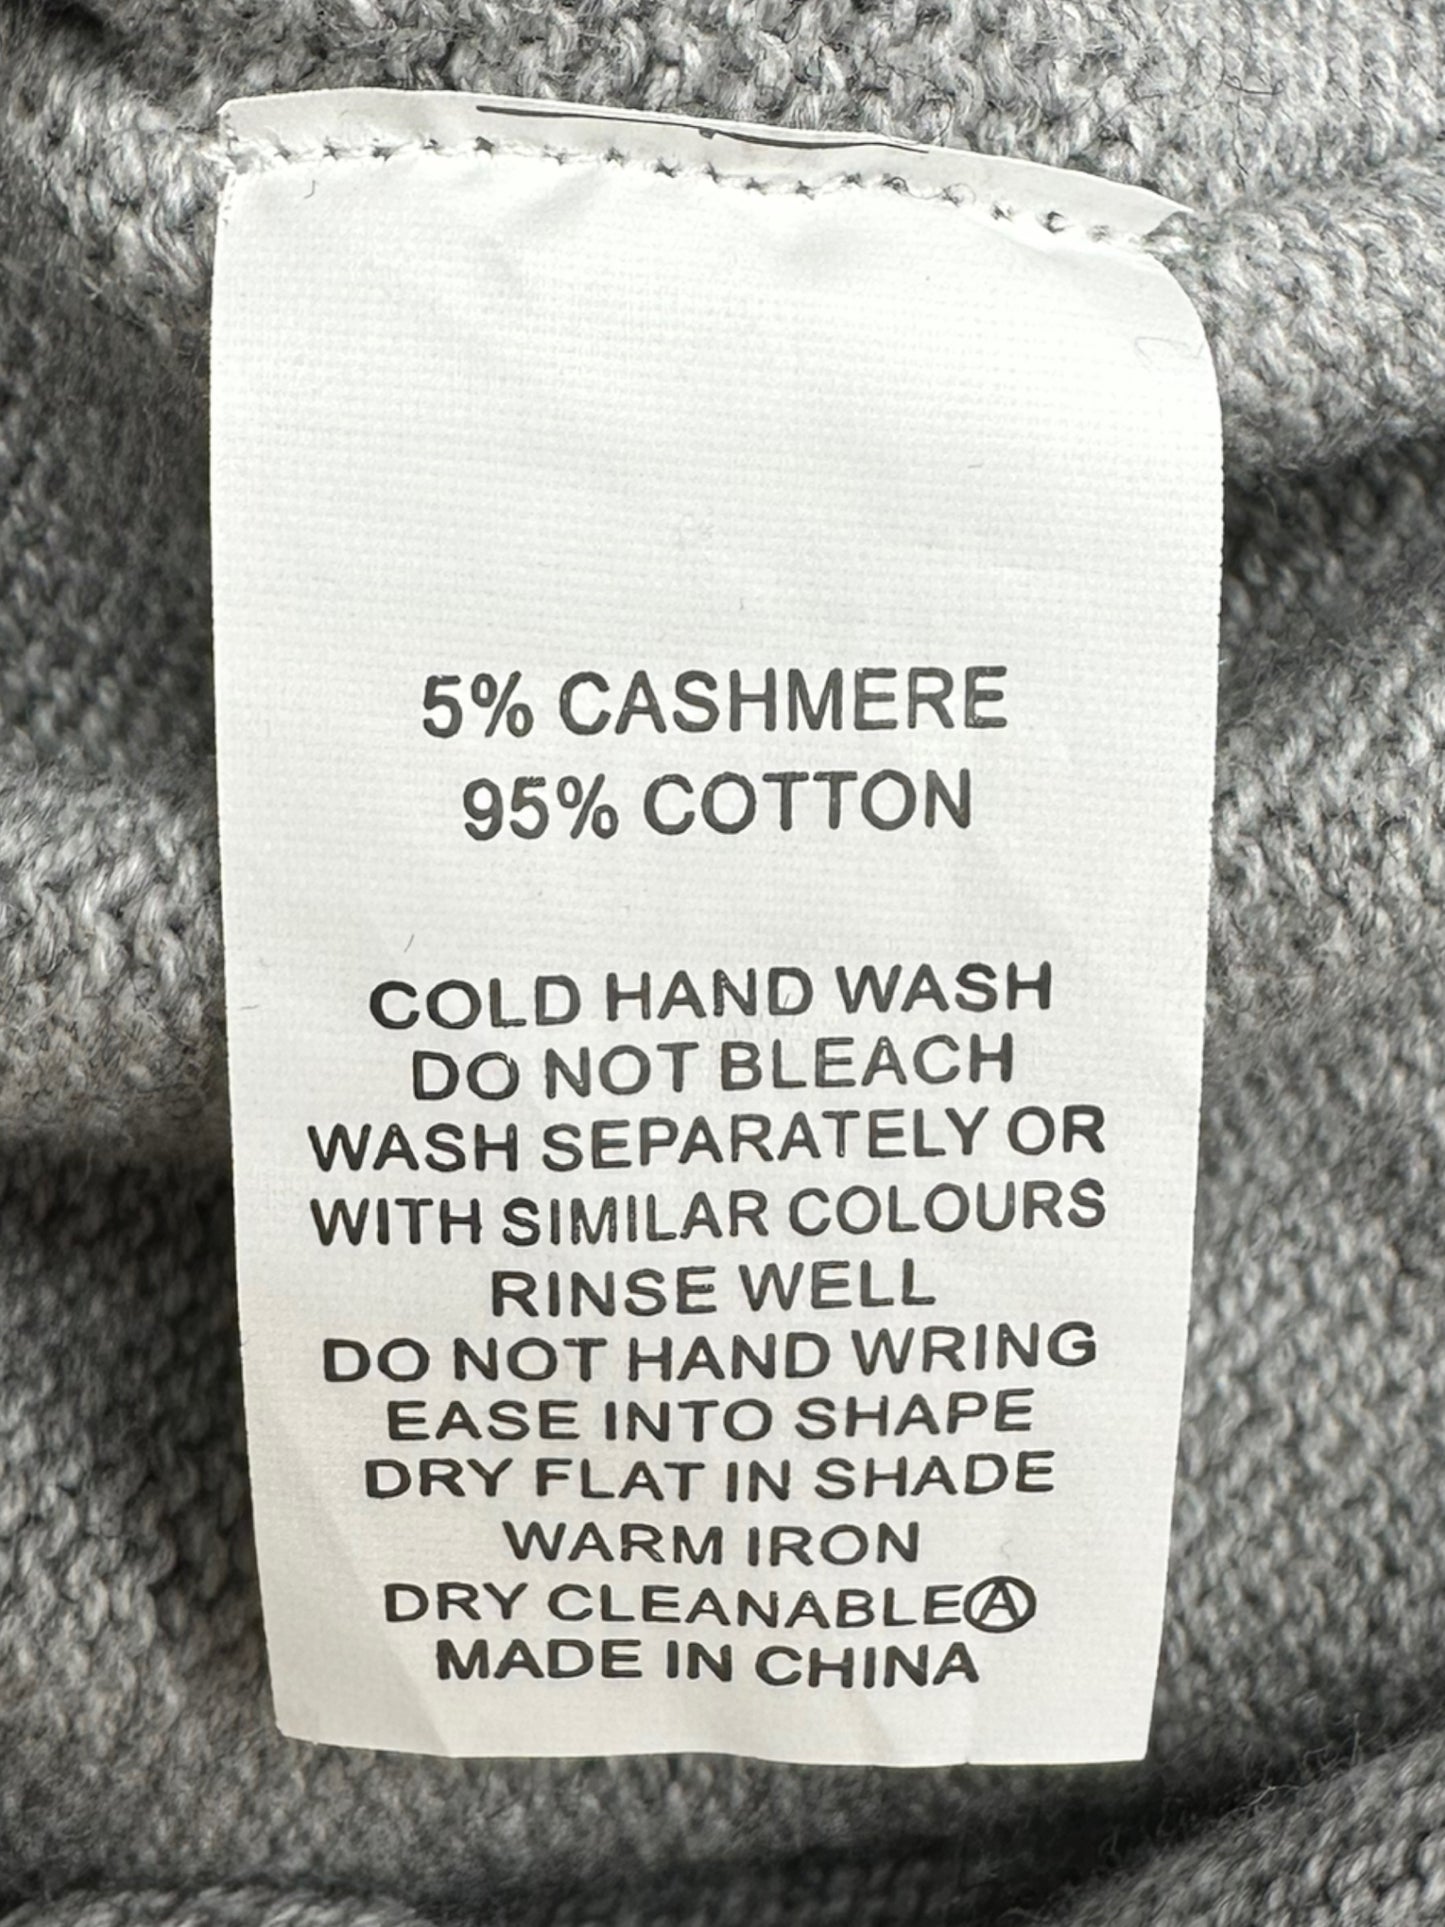 5% CASHMERE
95% COTTON
COLD HAND WASH
DO NOT BLEACH
WASH SEPARATELY OR
WITH SIMILAR COLOURS
RINSE WELL
DO NOT HAND WRING
EASE INTO SHAPE
DRY FLAT IN SHADE
WARM IRON
DRY CLEANABLEⒶ
MADE IN CHINA